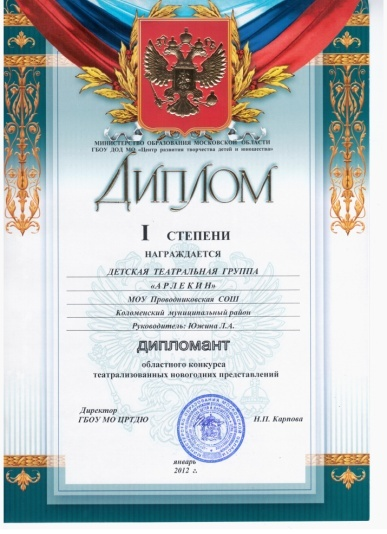 МИНИСТЕРСТВО ОБРАЗОВАНИЯ МОСКОВСКОЙ ОБЛАСТИ
ГБОУ ДОД МО «Центр развития творчества детей и юношества»
ДИПЛОМ
I СТЕПЕНИ
НАГРАЖДАЕТСЯ
ДЕТСКАЯ ТЕАТРАЛЬНАЯ ГРУППА
«АРЛЕКИН»
МОУ Проводниковская СОШ
Коломенский муниципальный район
Руководитель: Южина Л.А.
ДИПЛОМАНТ
областного конкурса
театрализованных новогодних представлений
Директор
ГБОУ МО ЦРТДЮ Н.П. Карпова
январь
2012 г.